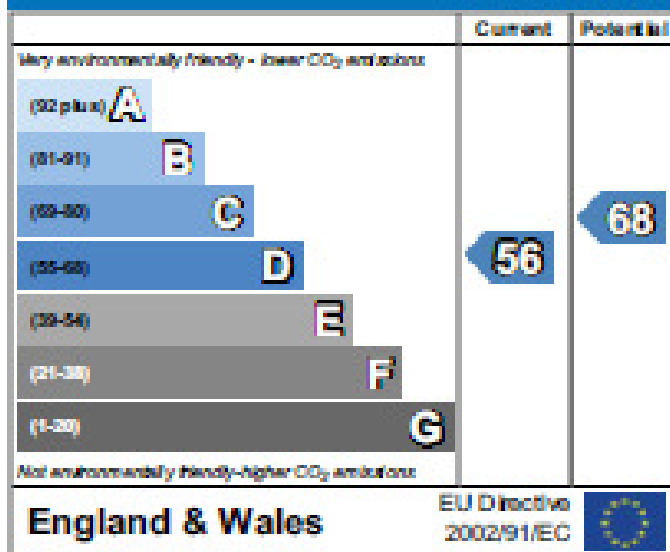 Current Potential
Very environmentally friendly - lower CO2 emissions
(92 plus) A
(81-91) B
(69-80) C
(55-68) D
(39-54) E
(21-38) F
(1-20) G
56
68
Not environmentally friendly-higher CO2 emissions
England & Wales
EU Directive
2002/91/EC